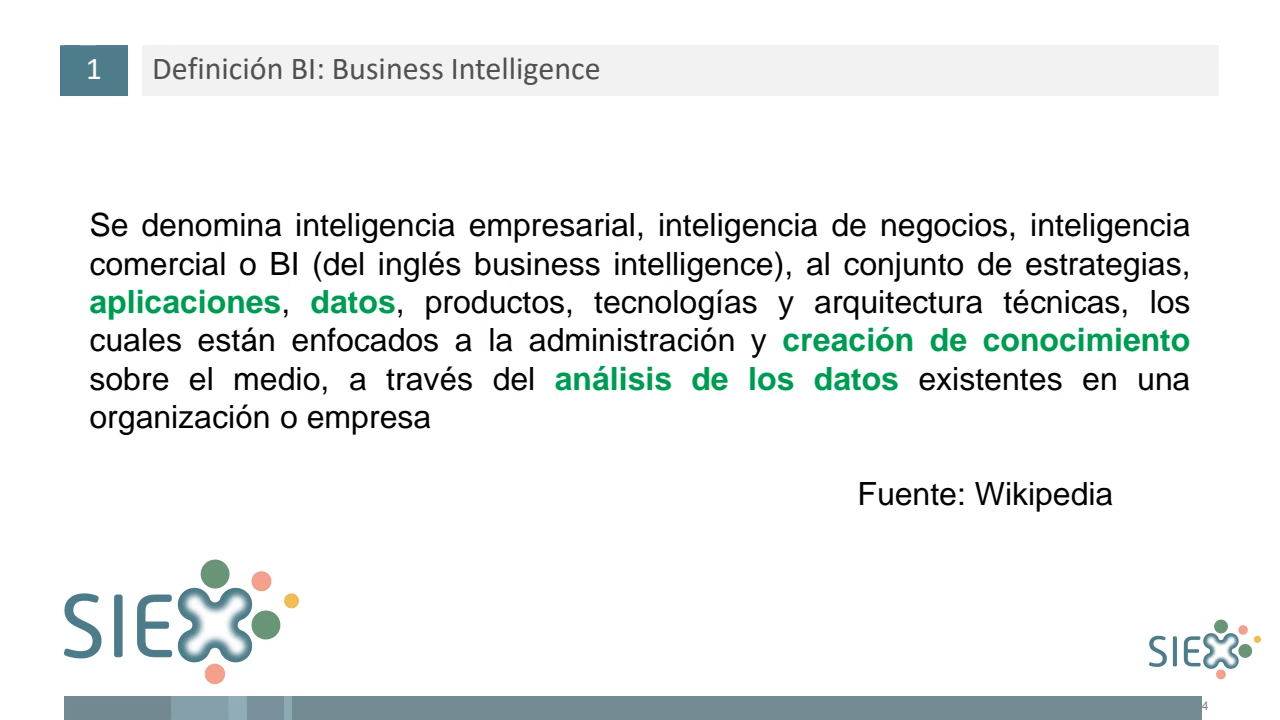 1
Definición BI: Business Intelligence
Se denomina inteligencia empresarial, inteligencia de negocios, inteligencia
comercial o BI (del inglés business intelligence), al conjunto de estrategias,
aplicaciones, datos, productos, tecnologías y arquitectura técnicas, los
cuales están enfocados a la administración y creación de conocimiento
sobre el medio, a través del análisis de los datos existentes en una
organización o empresa
Fuente: Wikipedia
SIEX
SIEX
4